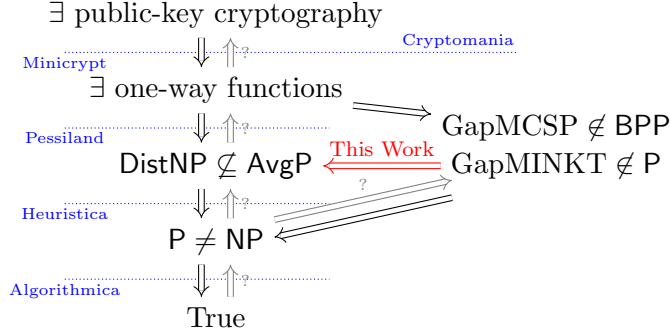 ∃ public-key cryptography
?
Cryptomania
Minicrypt
∃ one-way functions
?
GapMCSP ∉ BPP
Pessiland
This Work
DistNP ⊈ AvgP
GapMINKT ∉ P
?
?
Heuristica
P ≠ NP
?
Algorithmica
True